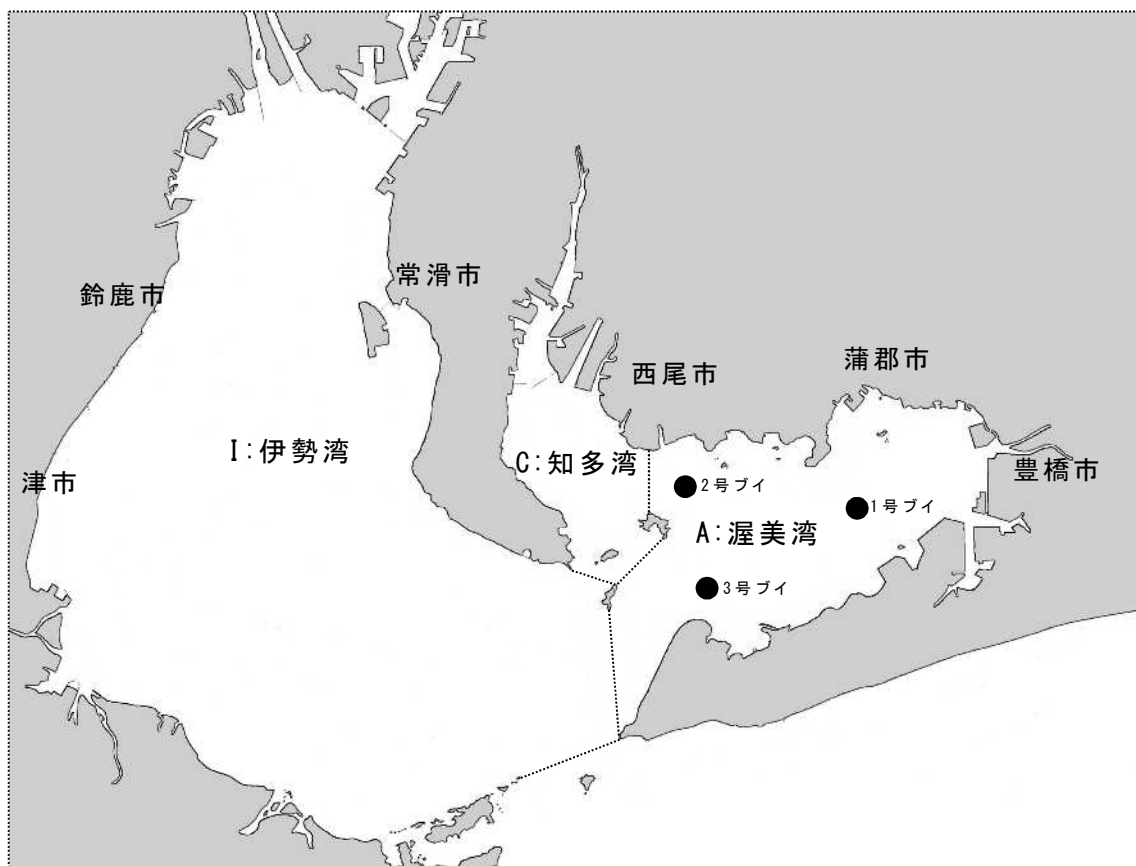 常滑市
鈴鹿市
蒲郡市
西尾市
I:伊勢湾
C:知多湾
豊橋市
津市
2号ブイ
1号ブイ
A:渥美湾
3号ブイ